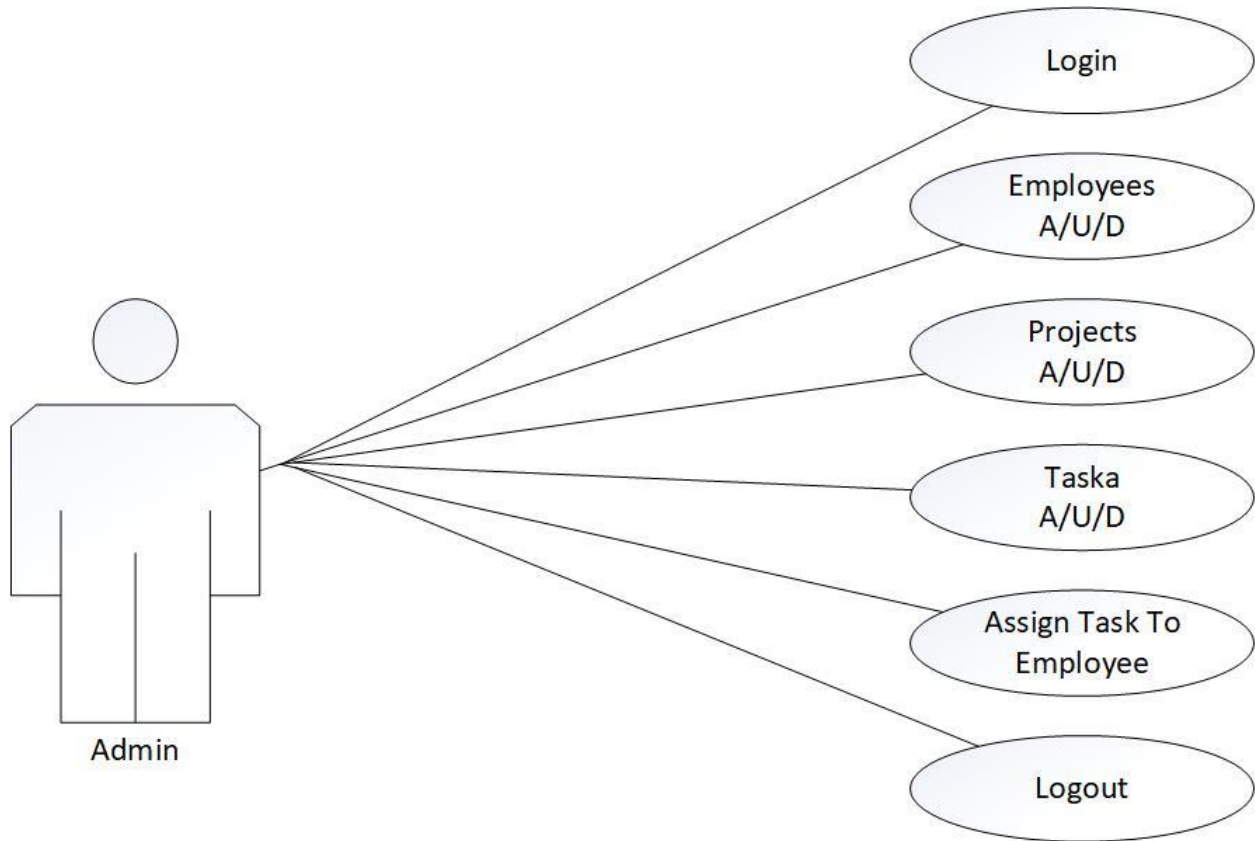 Login
Employees
A/U/D
Projects
A/U/D
Taska
A/U/D
Assign Task To
Employee
Logout
Admin